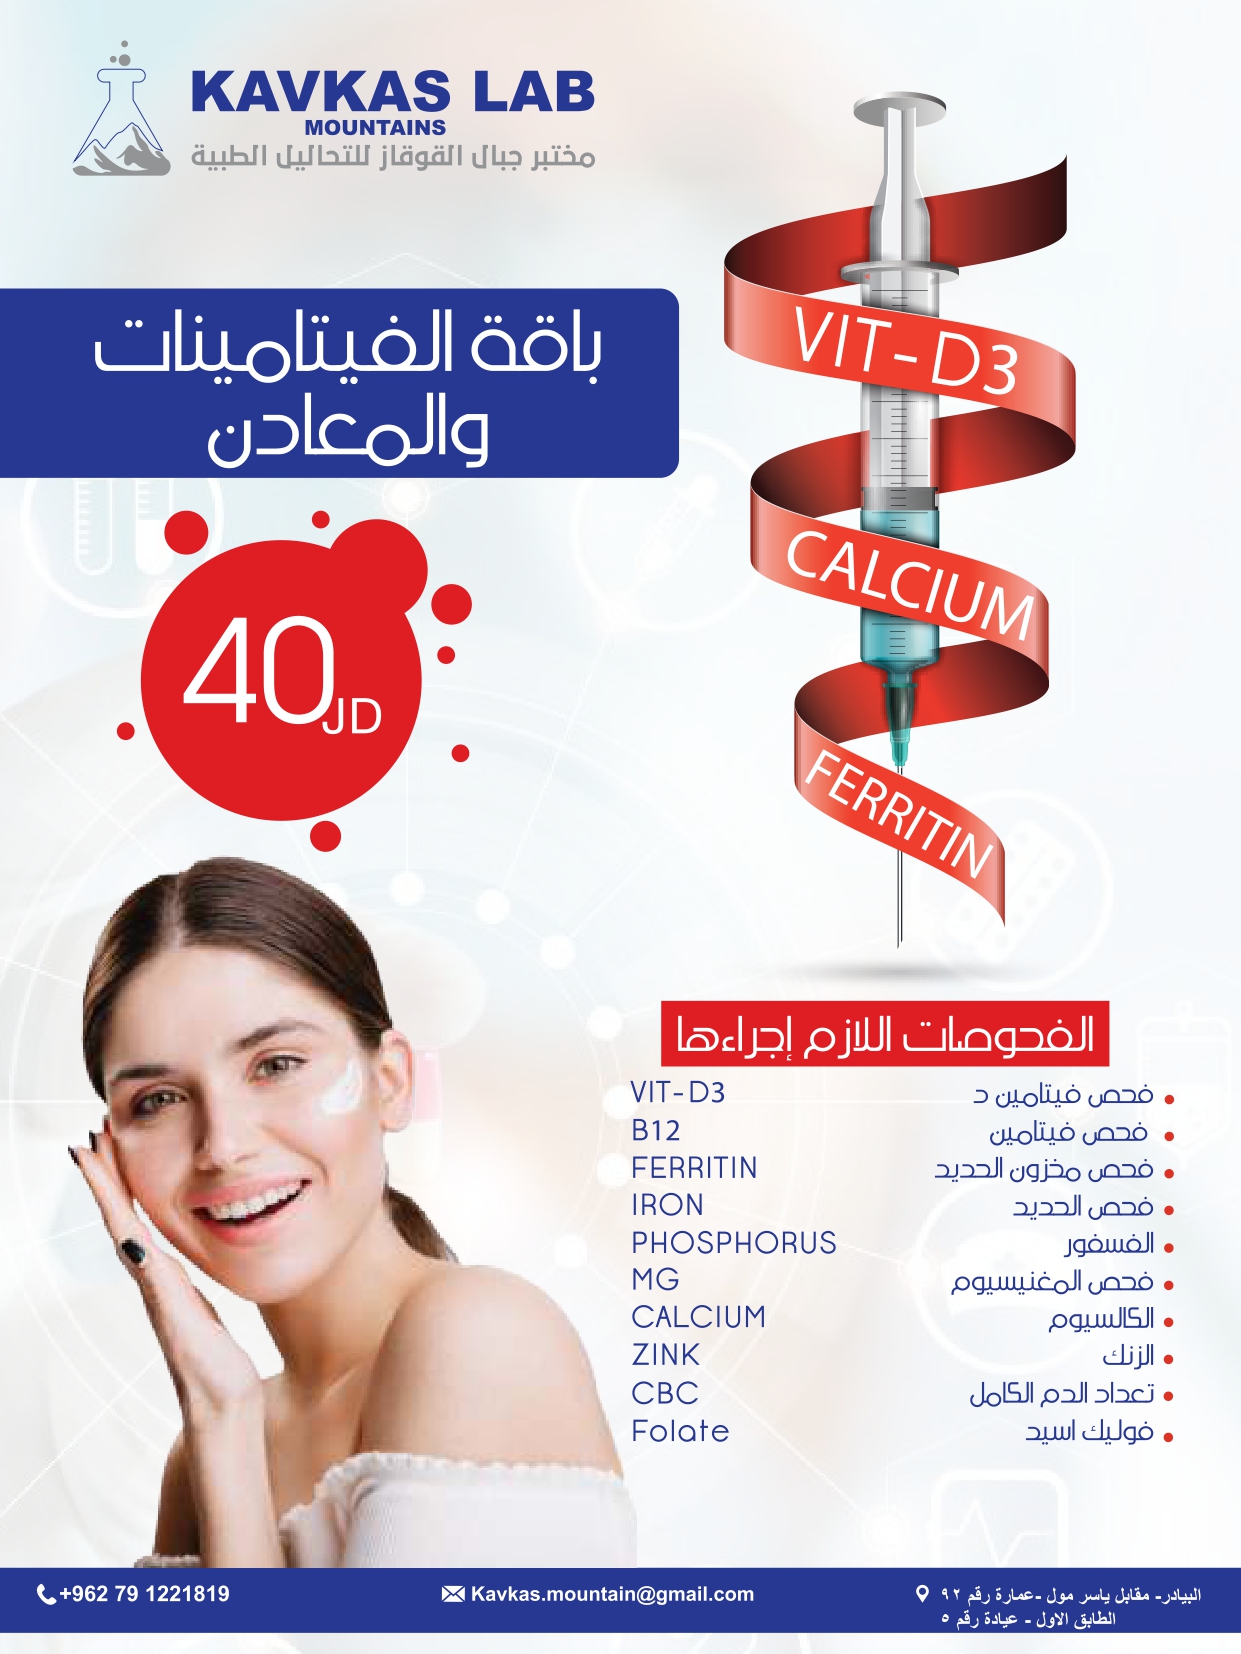 KAVKAS LAB
MOUNTAINS
مختبر جبال القوقاز للتحاليل الطبية
باقة الفيتامينات
والمعادن
40JD
VIT-D3
CALCIUM
FERRITIN
الفحوصات اللازم إجراءها
فحص فيتامين د VIT-D3
فحص فيتامين B12
فحص مخزون الحديد FERRITIN
فحص الحديد IRON
الفسفور PHOSPHORUS
فحص المغنيسيوم MG
الكالسيوم CALCIUM
الزنك ZINK
تعداد الدم الكامل CBC
فوليك اسيد Folate
+962 79 1221819
Kavkas.mountain@gmail.com
البيادر- مقابل ياسر مول -عمارة رقم ٩٢
الطابق الاول - عيادة رقم ٥